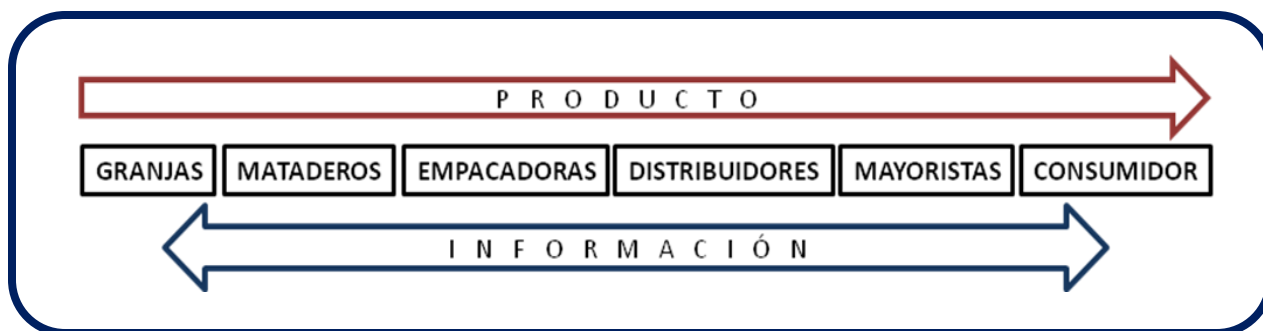 PRODUCTO
GRANJAS MATADEROS EMPACADORAS DISTRIBUIDORES MAYORISTAS CONSUMIDOR
INFORMACIÓN